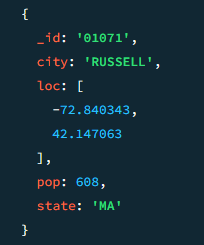 {
  _id: '01071',
  city: 'RUSSELL',
  loc: [
    -72.840343,
    42.147063
  ],
  pop: 608,
  state: 'MA'
}